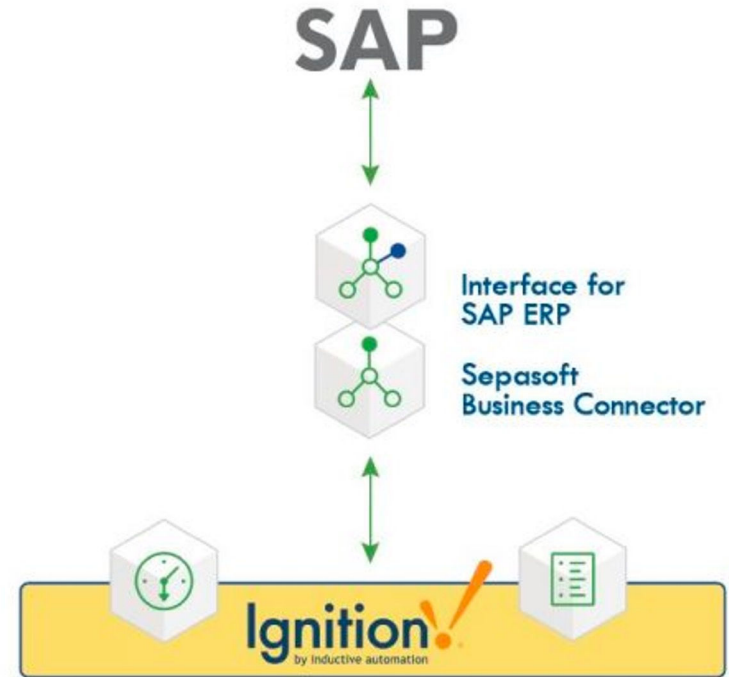 SAP
Interface for
SAP ERP
Sepasoft
Business Connector
Ignition!
by inductive automation